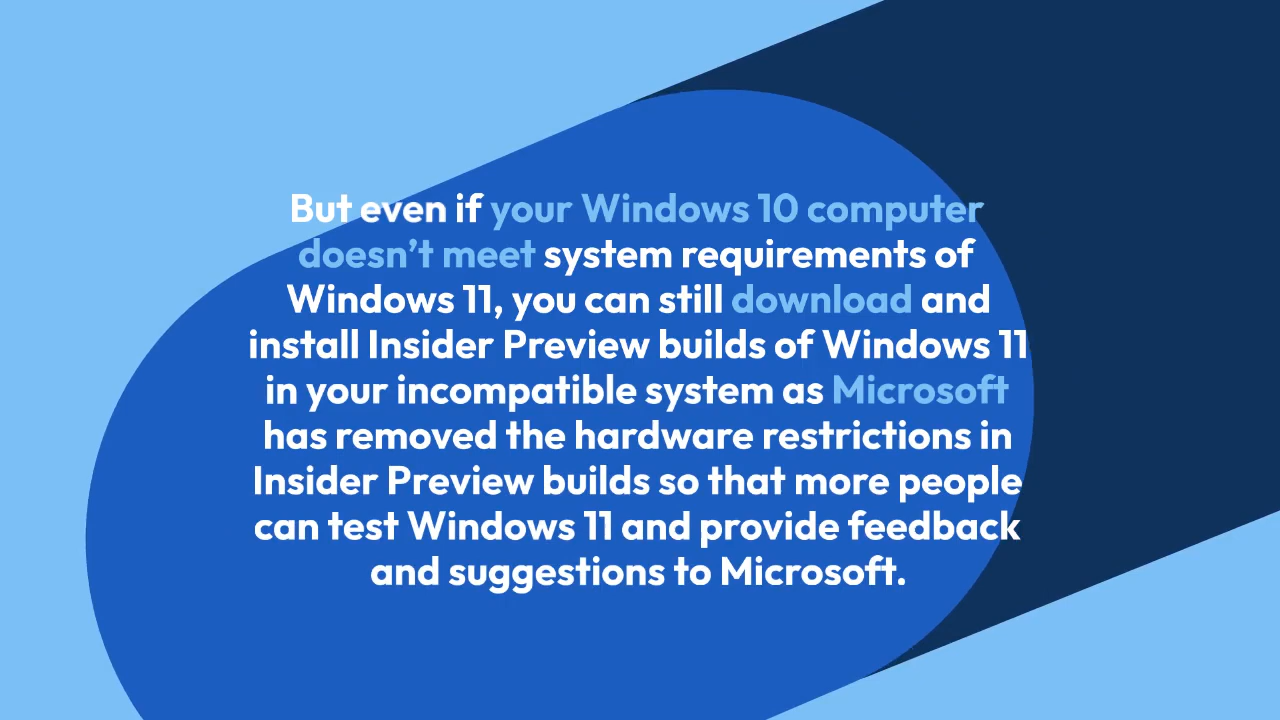 But even if your Windows 10 computer
doesn’t meet system requirements of
Windows 11, you can still download and
install Insider Preview builds of Windows 11
in your incompatible system as Microsoft
has removed the hardware restrictions in
Insider Preview builds so that more people
can test Windows 11 and provide feedback
and suggestions to Microsoft.